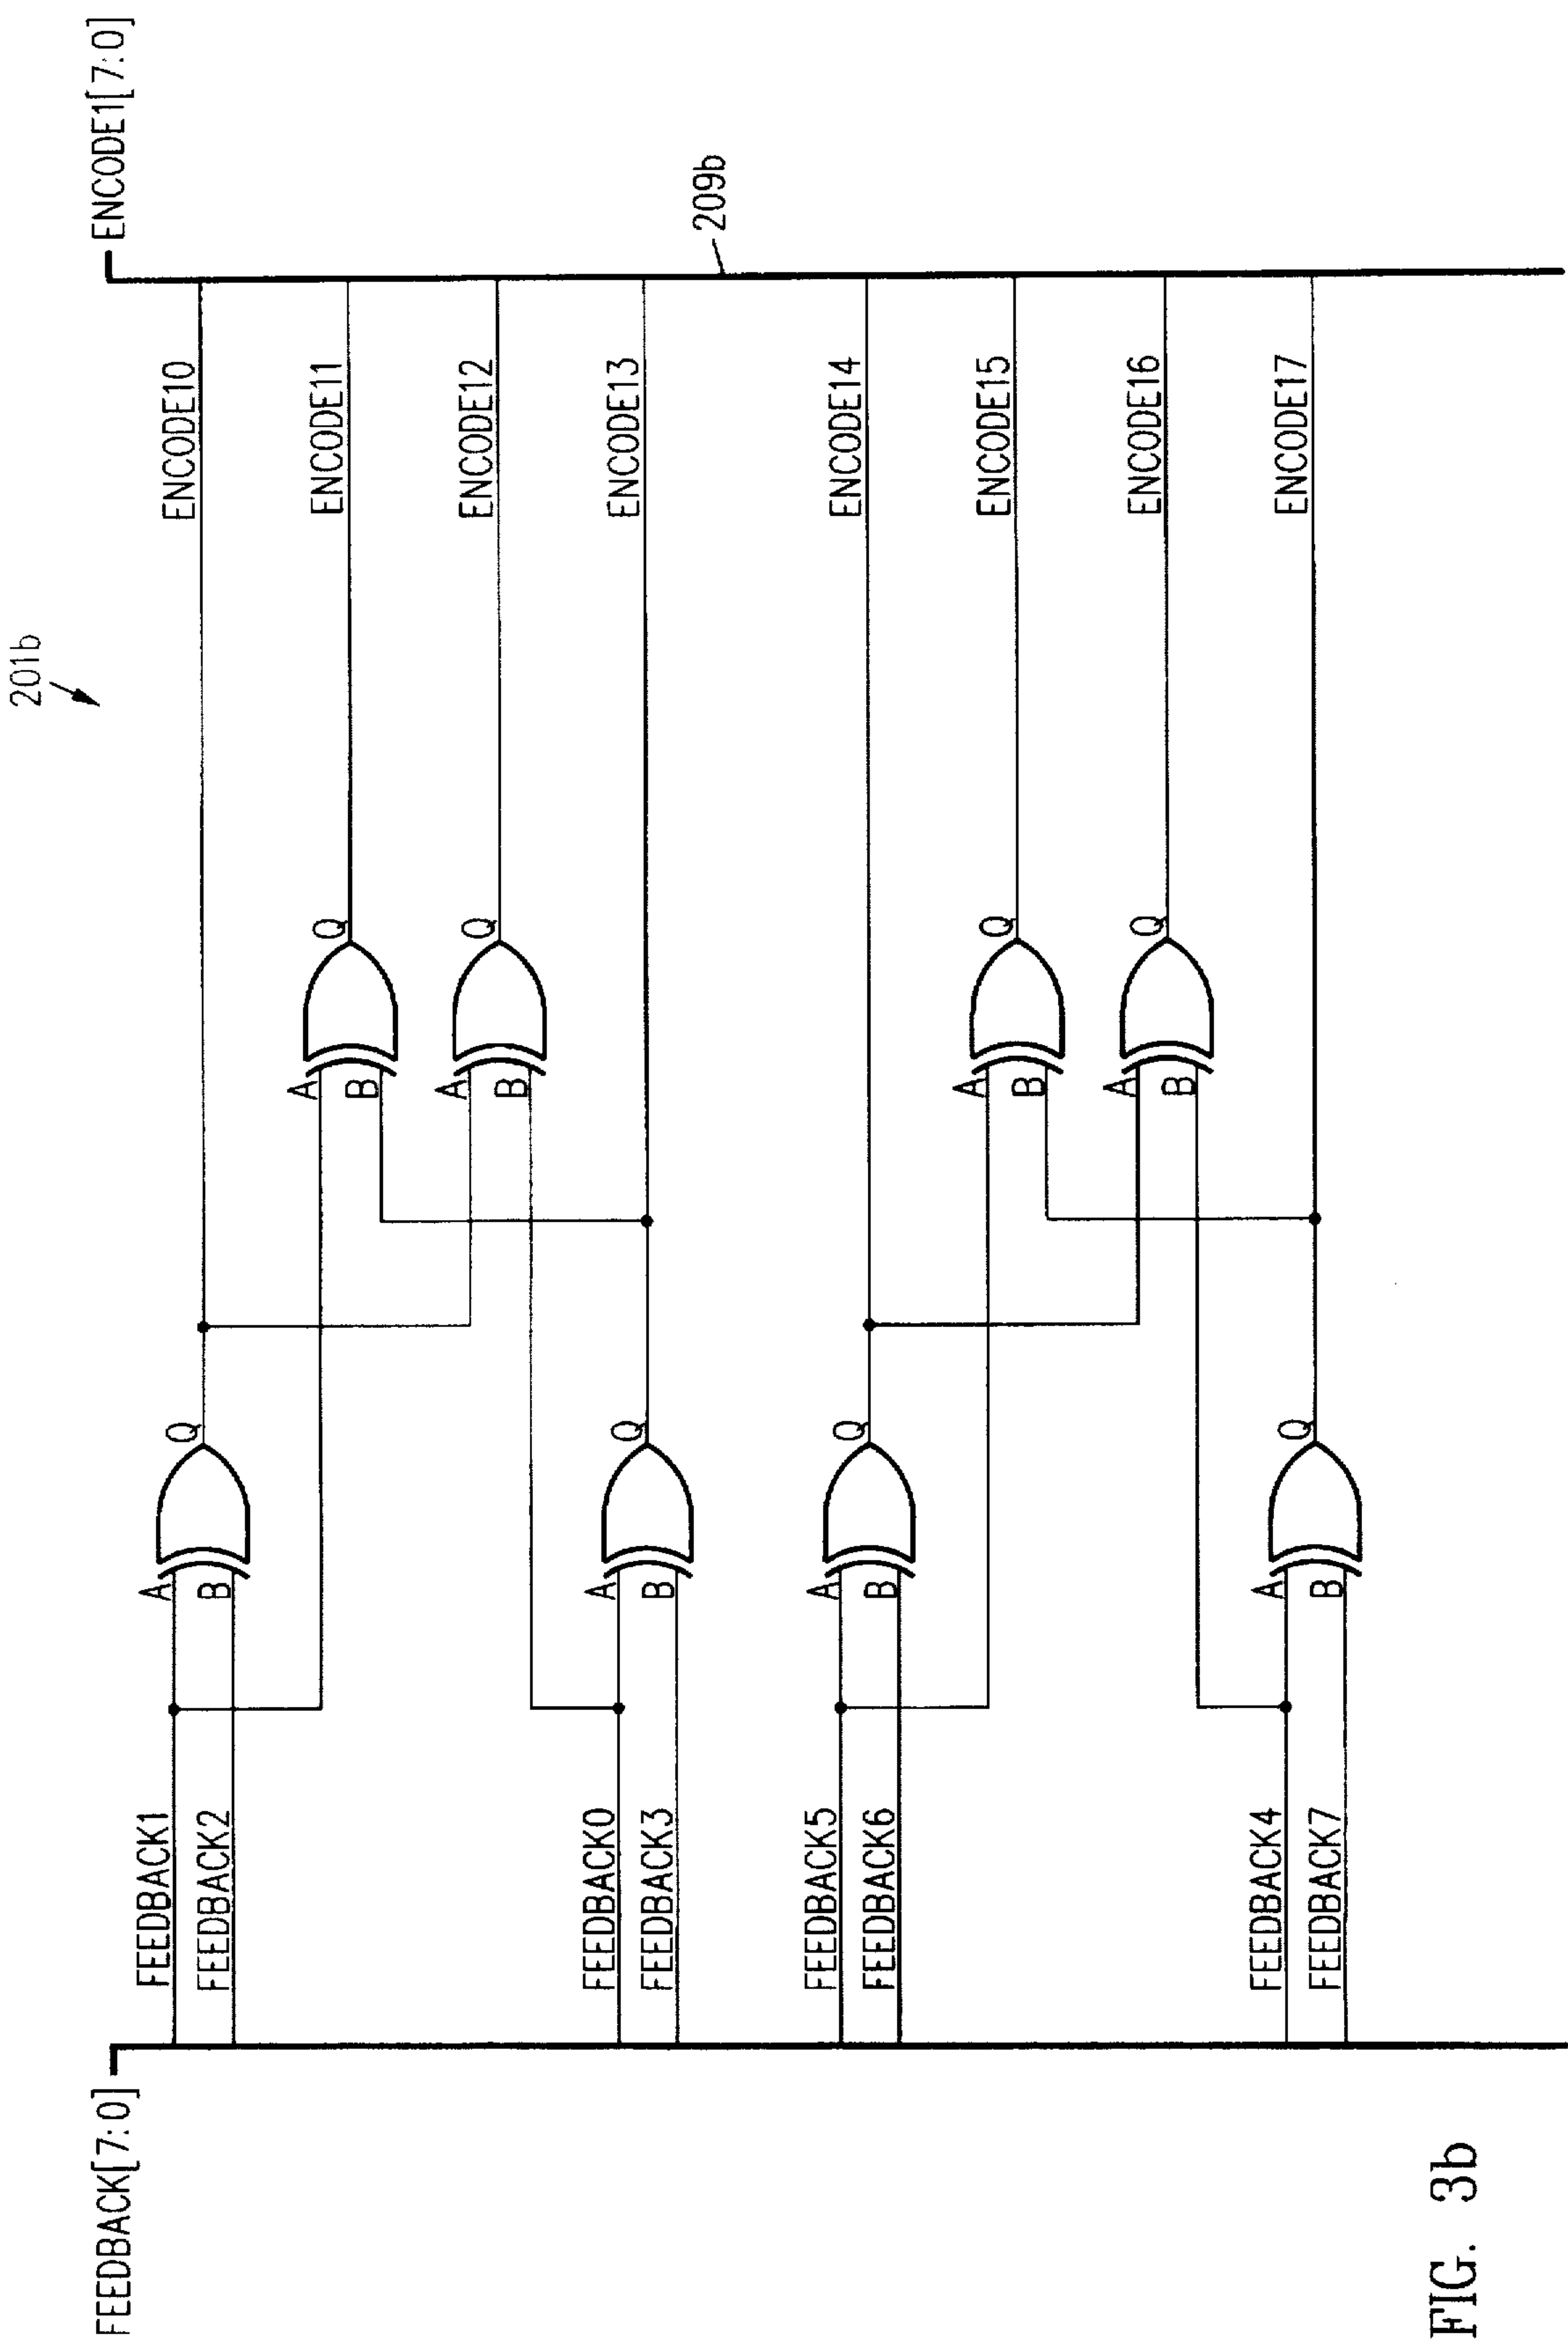 201b
FEEDBACK[7:0]
ENCODE1[7:0]
FEEDBACK1
A
Q
ENCODE10
FEEDBACK2
B
A
Q
ENCODE11
B
A
Q
ENCODE12
B
FEEDBACK0
A
Q
ENCODE13
FEEDBACK3
B
209b
FEEDBACK5
A
Q
ENCODE14
FEEDBACK6
B
A
Q
ENCODE15
B
A
Q
ENCODE16
B
FEEDBACK4
A
Q
ENCODE17
FEEDBACK7
B
FIG. 3b